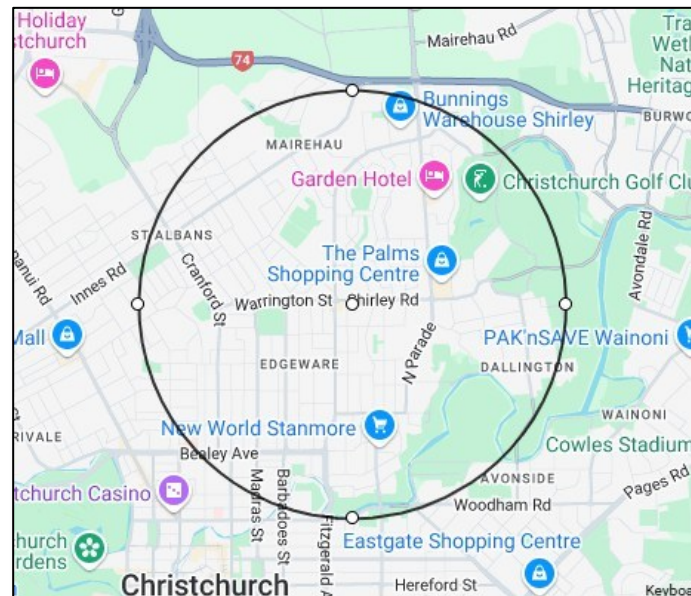 Holiday
stchurch
74
Mairehau Rd
Tra
Wetl
Nat
Heritage
Bunnings
Warehouse Shirley
BURWO
MAIREHAU
Garden Hotel
Christchurch Golf Clu
ST ALBANS
The Palms
Shopping Centre
Avondale Rd
anui Rd
Innes Rd
Cranford St
Warrington St
Shirley Rd
Mall
N Parade
PAK'nSAVE Wainoni
EDGEWARE
DALLINGTON
WAINONI
New World Stanmore
RIVALE
Bealey Ave
Cowles Stadium
tchurch Casino
Madras St
Barbadoes St
AVONSIDE
Pages Rd
Woodham Rd
Fitzgerald A
church
rdens
Eastgate Shopping Centre
Christchurch
Hereford St
Keyboa